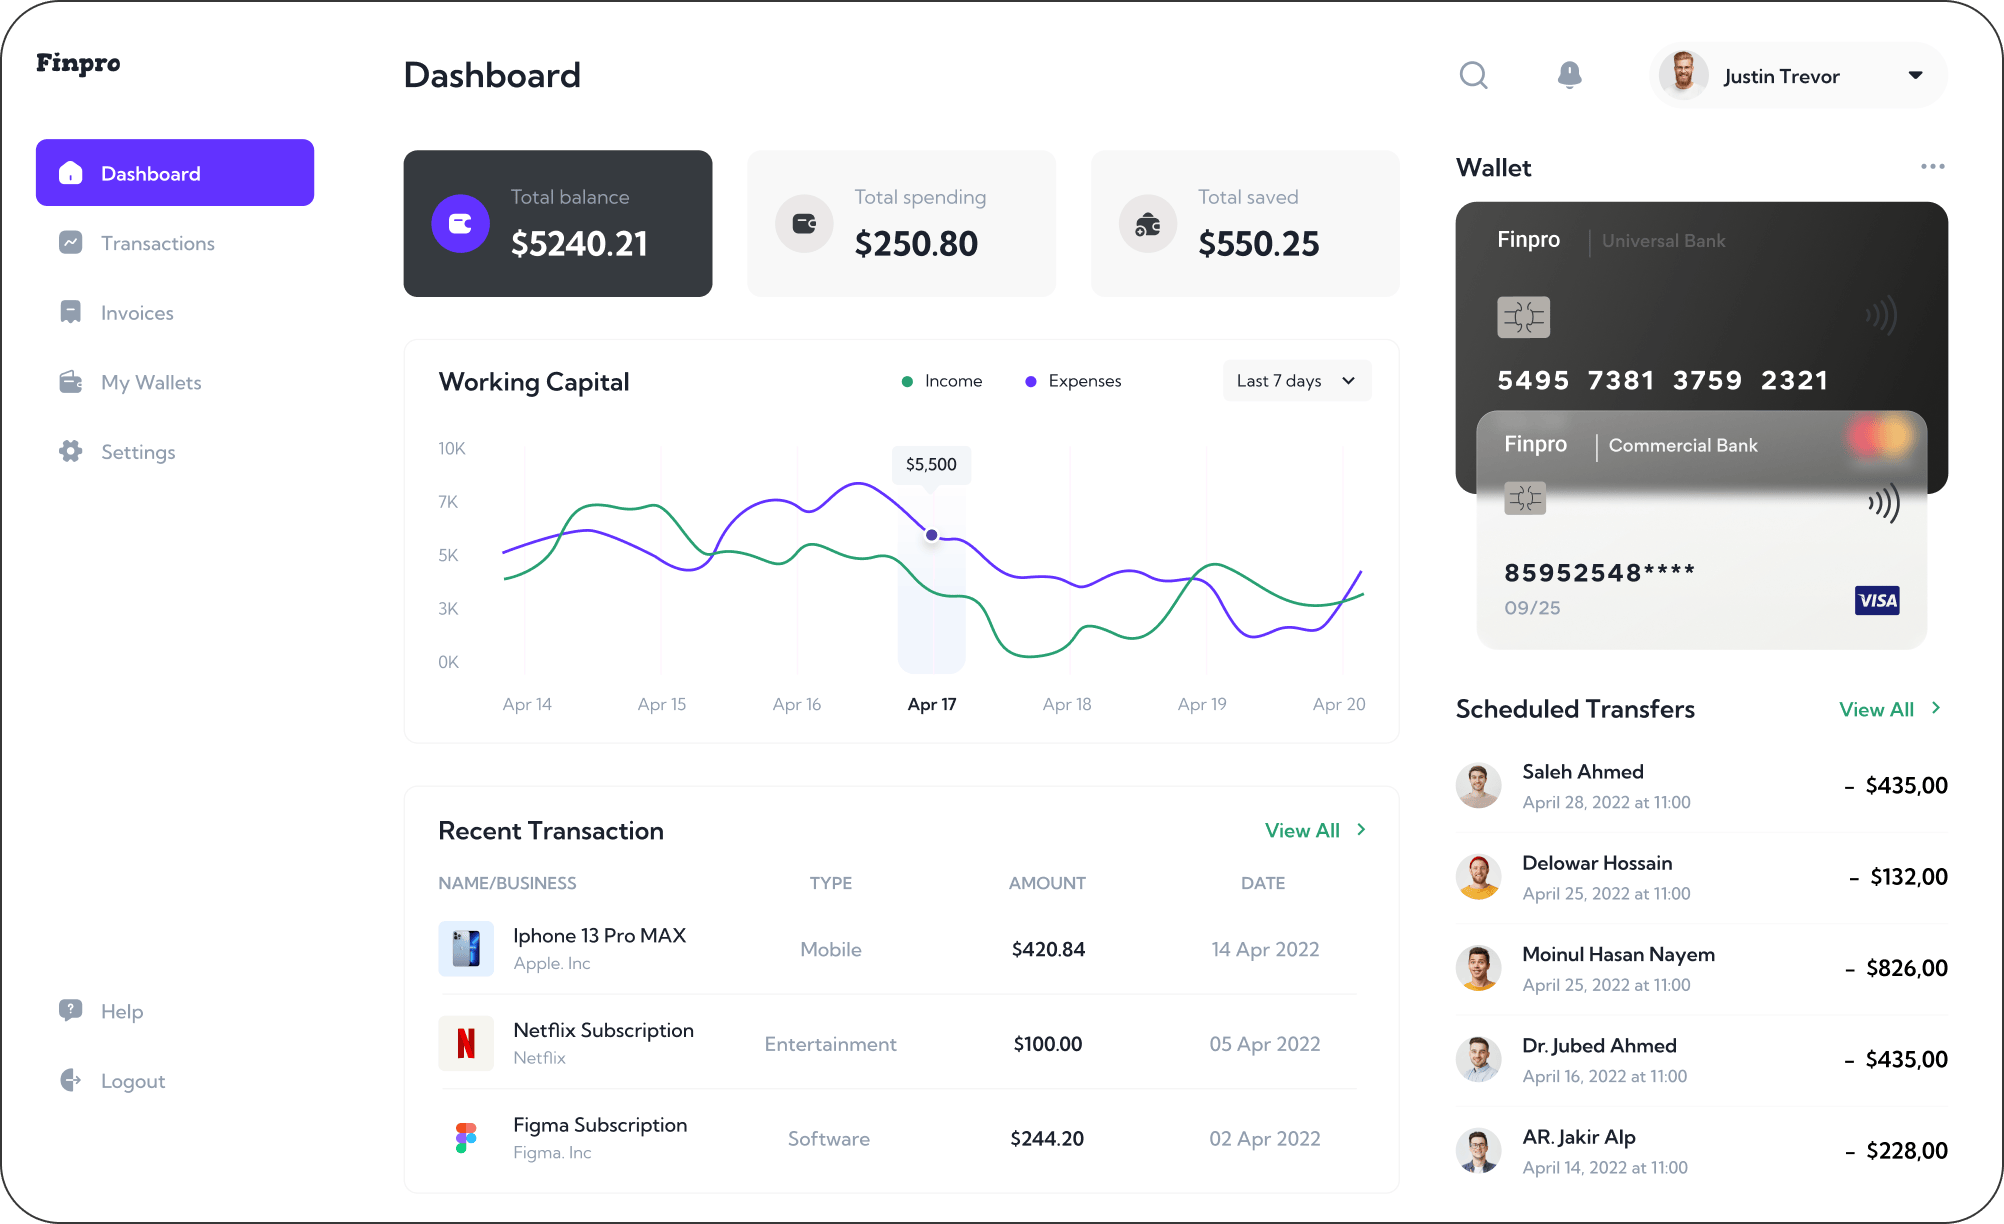 Finpro
Dashboard
Transactions
Invoices
My Wallets
Settings
Help
Logout
Dashboard
Justin Trevor
Total balance
$5240.21
Total spending
$250.80
Total saved
$550.25
Working Capital
Income
Expenses
Last 7 days
10K
7K
5K
3K
0K
$5,500
Apr 14
Apr 15
Apr 16
Apr 17
Apr 18
Apr 19
Apr 20
Recent Transaction
View All
NAME/BUSINESS TYPE AMOUNT DATE
Iphone 13 Pro MAX
Apple. Inc
Mobile
$420.84
14 Apr 2022
Netflix Subscription
Netflix
Entertainment
$100.00
05 Apr 2022
Figma Subscription
Figma. Inc
Software
$244.20
02 Apr 2022
Wallet
Finpro Universal Bank
5495 7381 3759 2321
Finpro Commercial Bank
85952548****
09/25
VISA
Scheduled Transfers
View All
Saleh Ahmed
April 28, 2022 at 11:00
- $435,00
Delowar Hossain
April 25, 2022 at 11:00
- $132,00
Moinul Hasan Nayem
April 25, 2022 at 11:00
- $826,00
Dr. Jubed Ahmed
April 16, 2022 at 11:00
- $435,00
AR. Jakir Alp
April 14, 2022 at 11:00
- $228,00